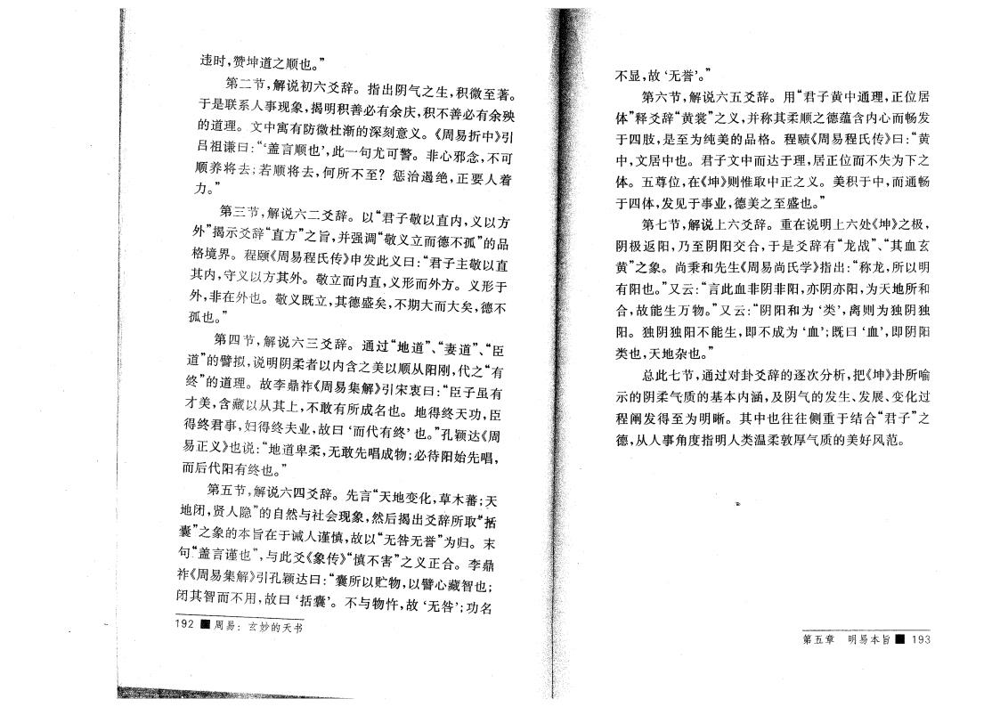 违时,赞坤道之顺也。”
第二节,解说初六爻辞。指出阴气之生,积微至著。
于是联系人事现象,揭明积善必有余庆,积不善必有余殃
的道理。文中寓有防微杜渐的深刻意义。《周易折中》引
吕祖谦曰:“‘盖言顺也’,此一句尤可警。非心邪念,不可
顺养将去;若顺将去,何所不至?惩治遏绝,正要人着
力。”
第三节,解说六二爻辞。以“君子敬以直内,义以方
外”揭示爻辞“直方”之旨,并强调“敬义立而德不孤”的品
格境界。程颐《周易程氏传》申发此义曰:“君子主敬以直
其内,守义以方其外。敬立而内直,义形而外方。义形于
外,非在外也。敬义既立,其德盛矣,不期大而大矣,德不
孤也。”
第四节,解说六三爻辞。通过“地道”、“妻道”、“臣
道”的譬拟,说明阴柔者以内含之美以顺从阳刚,代之“有
终”的道理。故李鼎祚《周易集解》引宋衷曰:“臣子虽有
才美,含藏以从其上,不敢有所成名也。地得终天功,臣
得终君事,妇得终夫业,故曰‘而代有终’也。”孔颖达《周
易正义》也说:“地道卑柔,无敢先唱成物;必待阳始先唱,
而后代阳有终也。”
第五节,解说六四爻辞。先言“天地变化,草木蕃;天
地闭,贤人隐”的自然与社会现象,然后揭出爻辞所取“括
囊”之象的本旨在于诫人谨慎,故以“无咎无誉”为归。末
句“盖言谨也”,与此爻《象传》“慎不害”之义正合。李鼎
祚《周易集解》引孔颖达曰:“囊所以贮物,以譬心藏智也;
闭其智而不用,故曰‘括囊’。不与物忤,故‘无咎’;功名
192 ■ 周易:玄妙的天书
不显,故‘无誉’。”
第六节,解说六五爻辞。用“君子黄中通理,正位居
体”释爻辞“黄裳”之义,并称其柔顺之德蕴含内心而畅发
于四肢,是至为纯美的品格。程赜《周易程氏传》曰:“黄
中,文居中也。君子文中而达于理,居正位而不失为下之
体。五尊位,在《坤》则惟取中正之义。美积于中,而通畅
于四体,发见于事业,德美之至盛也。”
第七节,解说上六爻辞。重在说明上六处《坤》之极,
阴极返阳,乃至阴阳交合,于是爻辞有“龙战”、“其血玄
黄”之象。尚秉和先生《周易尚氏学》指出:“称龙,所以明
有阳也。”又云:“言此血非阴非阳,亦阴亦阳,为天地所和
合,故能生万物。”又云:“阴阳和为‘类’,离则为独阴独
阳。独阴独阳不能生,即不成为‘血’;既曰‘血’,即阴阳
类也,天地杂也。”
总此七节,通过对卦爻辞的逐次分析,把《坤》卦所喻
示的阴柔气质的基本内涵,及阴气的发生、发展、变化过
程阐发得至为明晰。其中也往往侧重于结合“君子”之
德,从人事角度指明人类温柔敦厚气质的美好风范。
第五章 明易本旨 ■ 193